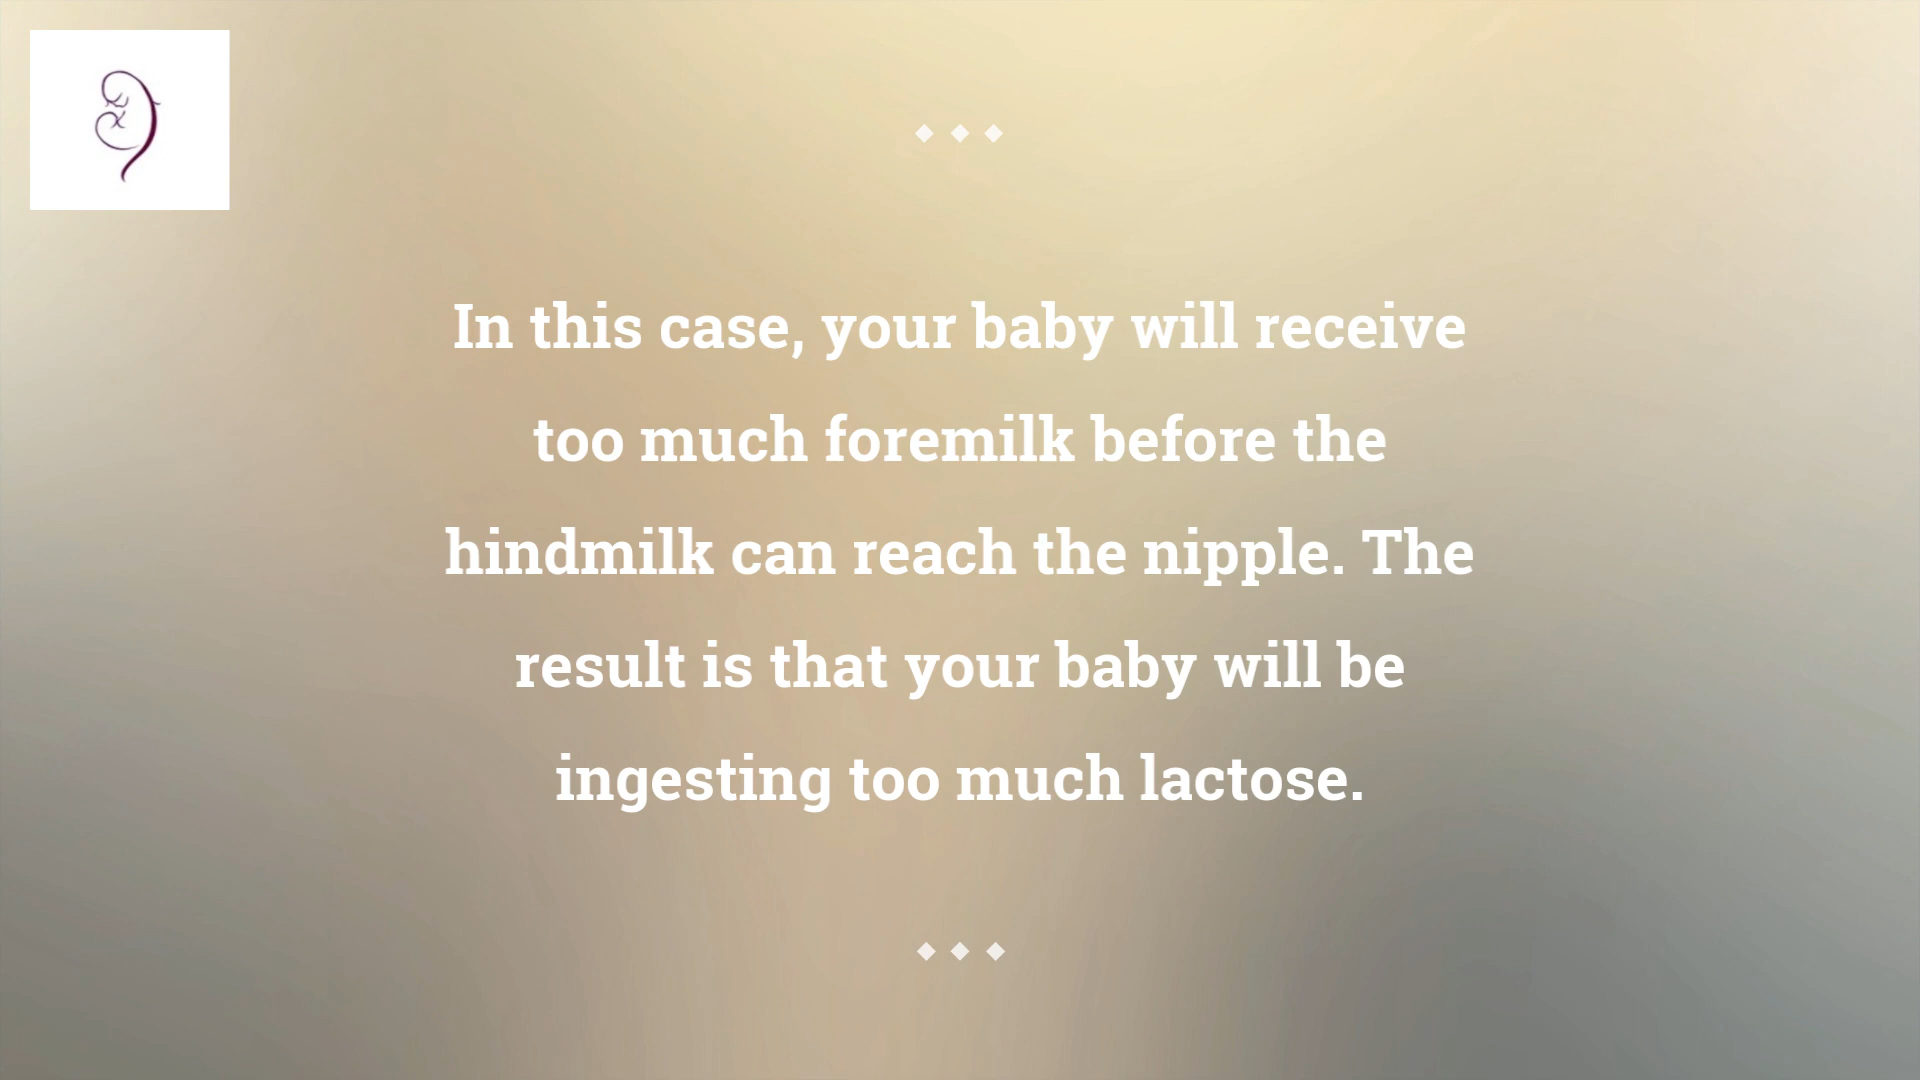 In this case, your baby will receive
too much foremilk before the
hindmilk can reach the nipple. The
result is that your baby will be
ingesting too much lactose.